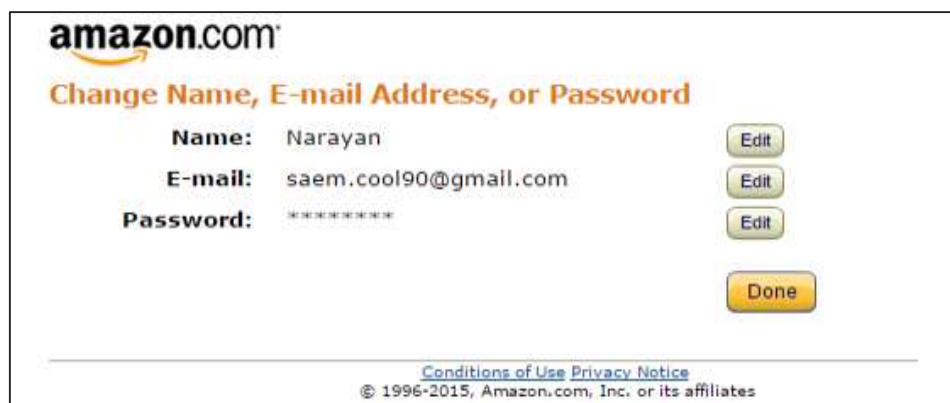 amazon.com
Change Name, E-mail Address, or Password
Name: Narayan Edit
E-mail: saem.cool90@gmail.com Edit
Password: ******** Edit
Done
Conditions of Use Privacy Notice
© 1996-2015, Amazon.com, Inc. or its affiliates